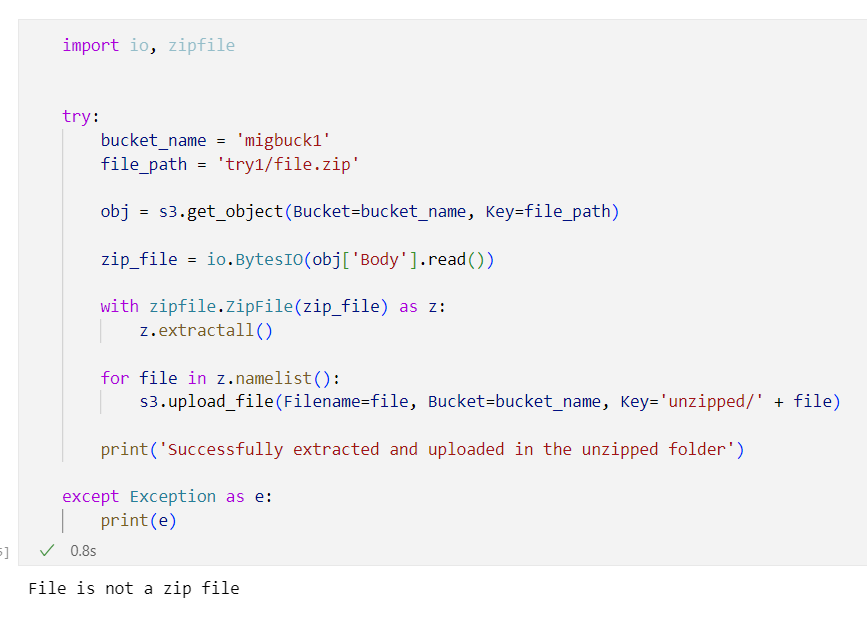 import io, zipfile
try:
bucket_name = 'migbuck1'
file_path = 'try1/file.zip'
obj = s3.get_object(Bucket=bucket_name, Key=file_path)
zip_file = io.BytesIO(obj['Body'].read())
with zipfile.ZipFile(zip_file) as z:
z.extractall()
for file in z.namelist():
s3.upload_file(Filename=file, Bucket=bucket_name, Key='unzipped/' + file)
print('Successfully extracted and uploaded in the unzipped folder')
except Exception as e:
print(e)
] ✓ 0.8s
File is not a zip file